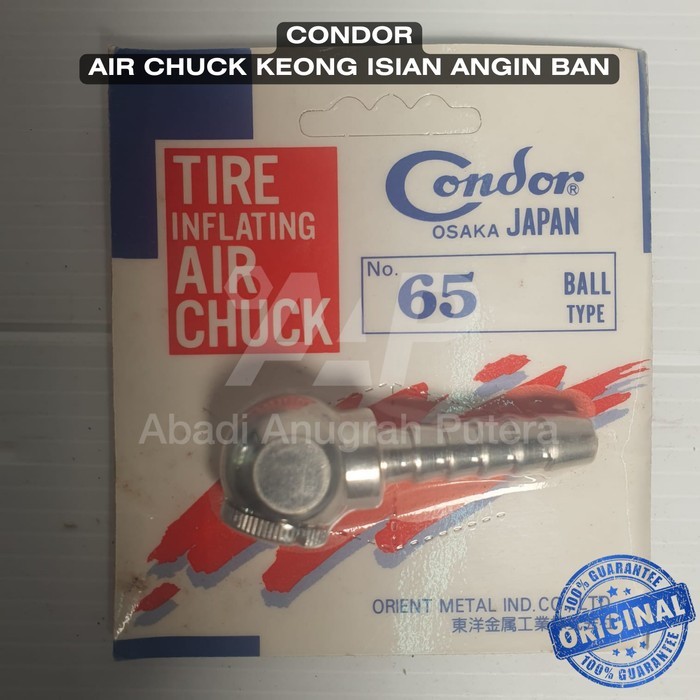 CONDOR
AIR CHUCK KEONG ISIAN ANGIN BAN
TIRE
INFLATING
AIR
CHUCK
Condor®
OSAKA JAPAN
No. 65 BALL
TYPE
AAP
Abadi Anugrah Putera
ORIENT METAL IND. CO., LTD.
東洋金属工業
100% GUARANTEE
ORIGINAL
100% GUARANTEE